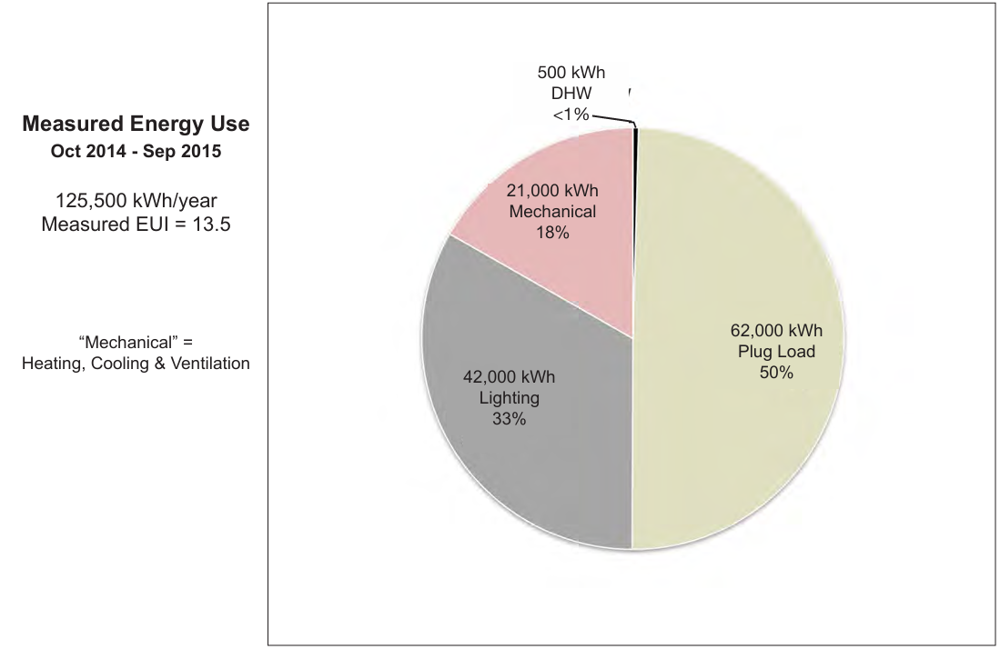 Measured Energy Use
Oct 2014 - Sep 2015
125,500 kWh/year
Measured EUI = 13.5
“Mechanical” =
Heating, Cooling & Ventilation
500 kWh
DHW
<1%
21,000 kWh
Mechanical
18%
62,000 kWh
Plug Load
50%
42,000 kWh
Lighting
33%